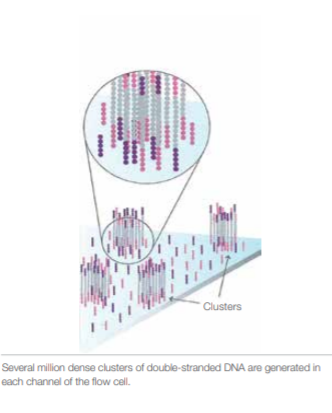 Clusters
Several million dense clusters of double-stranded DNA are generated in
each channel of the flow cell.